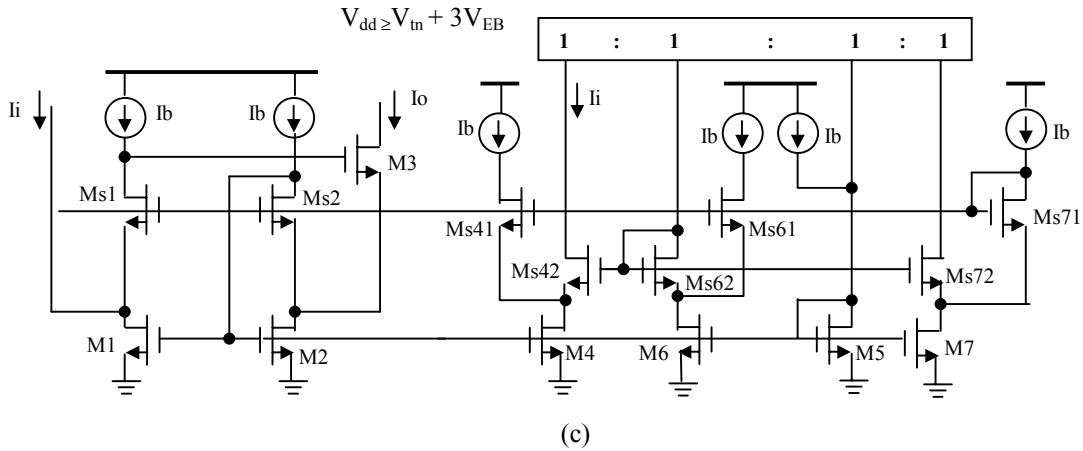 Vdd ≥ Vtn + 3VEB
1 : 1 : 1 : 1
Ii Ib Ib Io Ib Ii Ib Ib Ib
M3
Ms1 Ms2 Ms41 Ms61 Ms71
Ms42 Ms62 Ms72
M1 M2 M4 M6 M5 M7
(c)